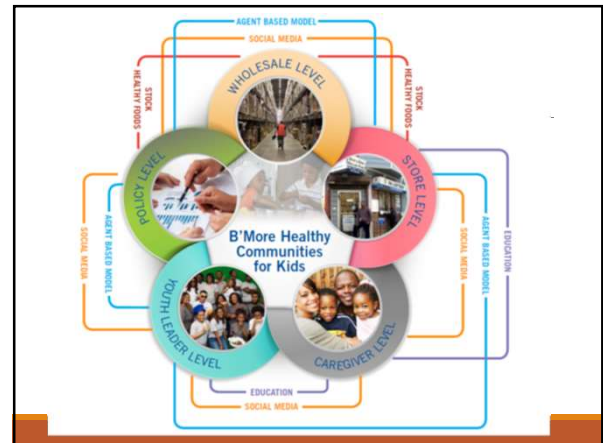 AGENT BASED MODEL
SOCIAL MEDIA
STOCK
HEALTHY FOODS
WHOLESALE LEVEL
STOCK
HEALTHY FOODS
POLICY LEVEL
STORE LEVEL
B'More Healthy
Communities
for Kids
SOCIAL MEDIA
AGENT BASED MODEL
SOCIAL MEDIA
AGENT BASED MODEL
EDUCATION
YOUTH LEADER LEVEL
CAREGIVER LEVEL
EDUCATION
SOCIAL MEDIA